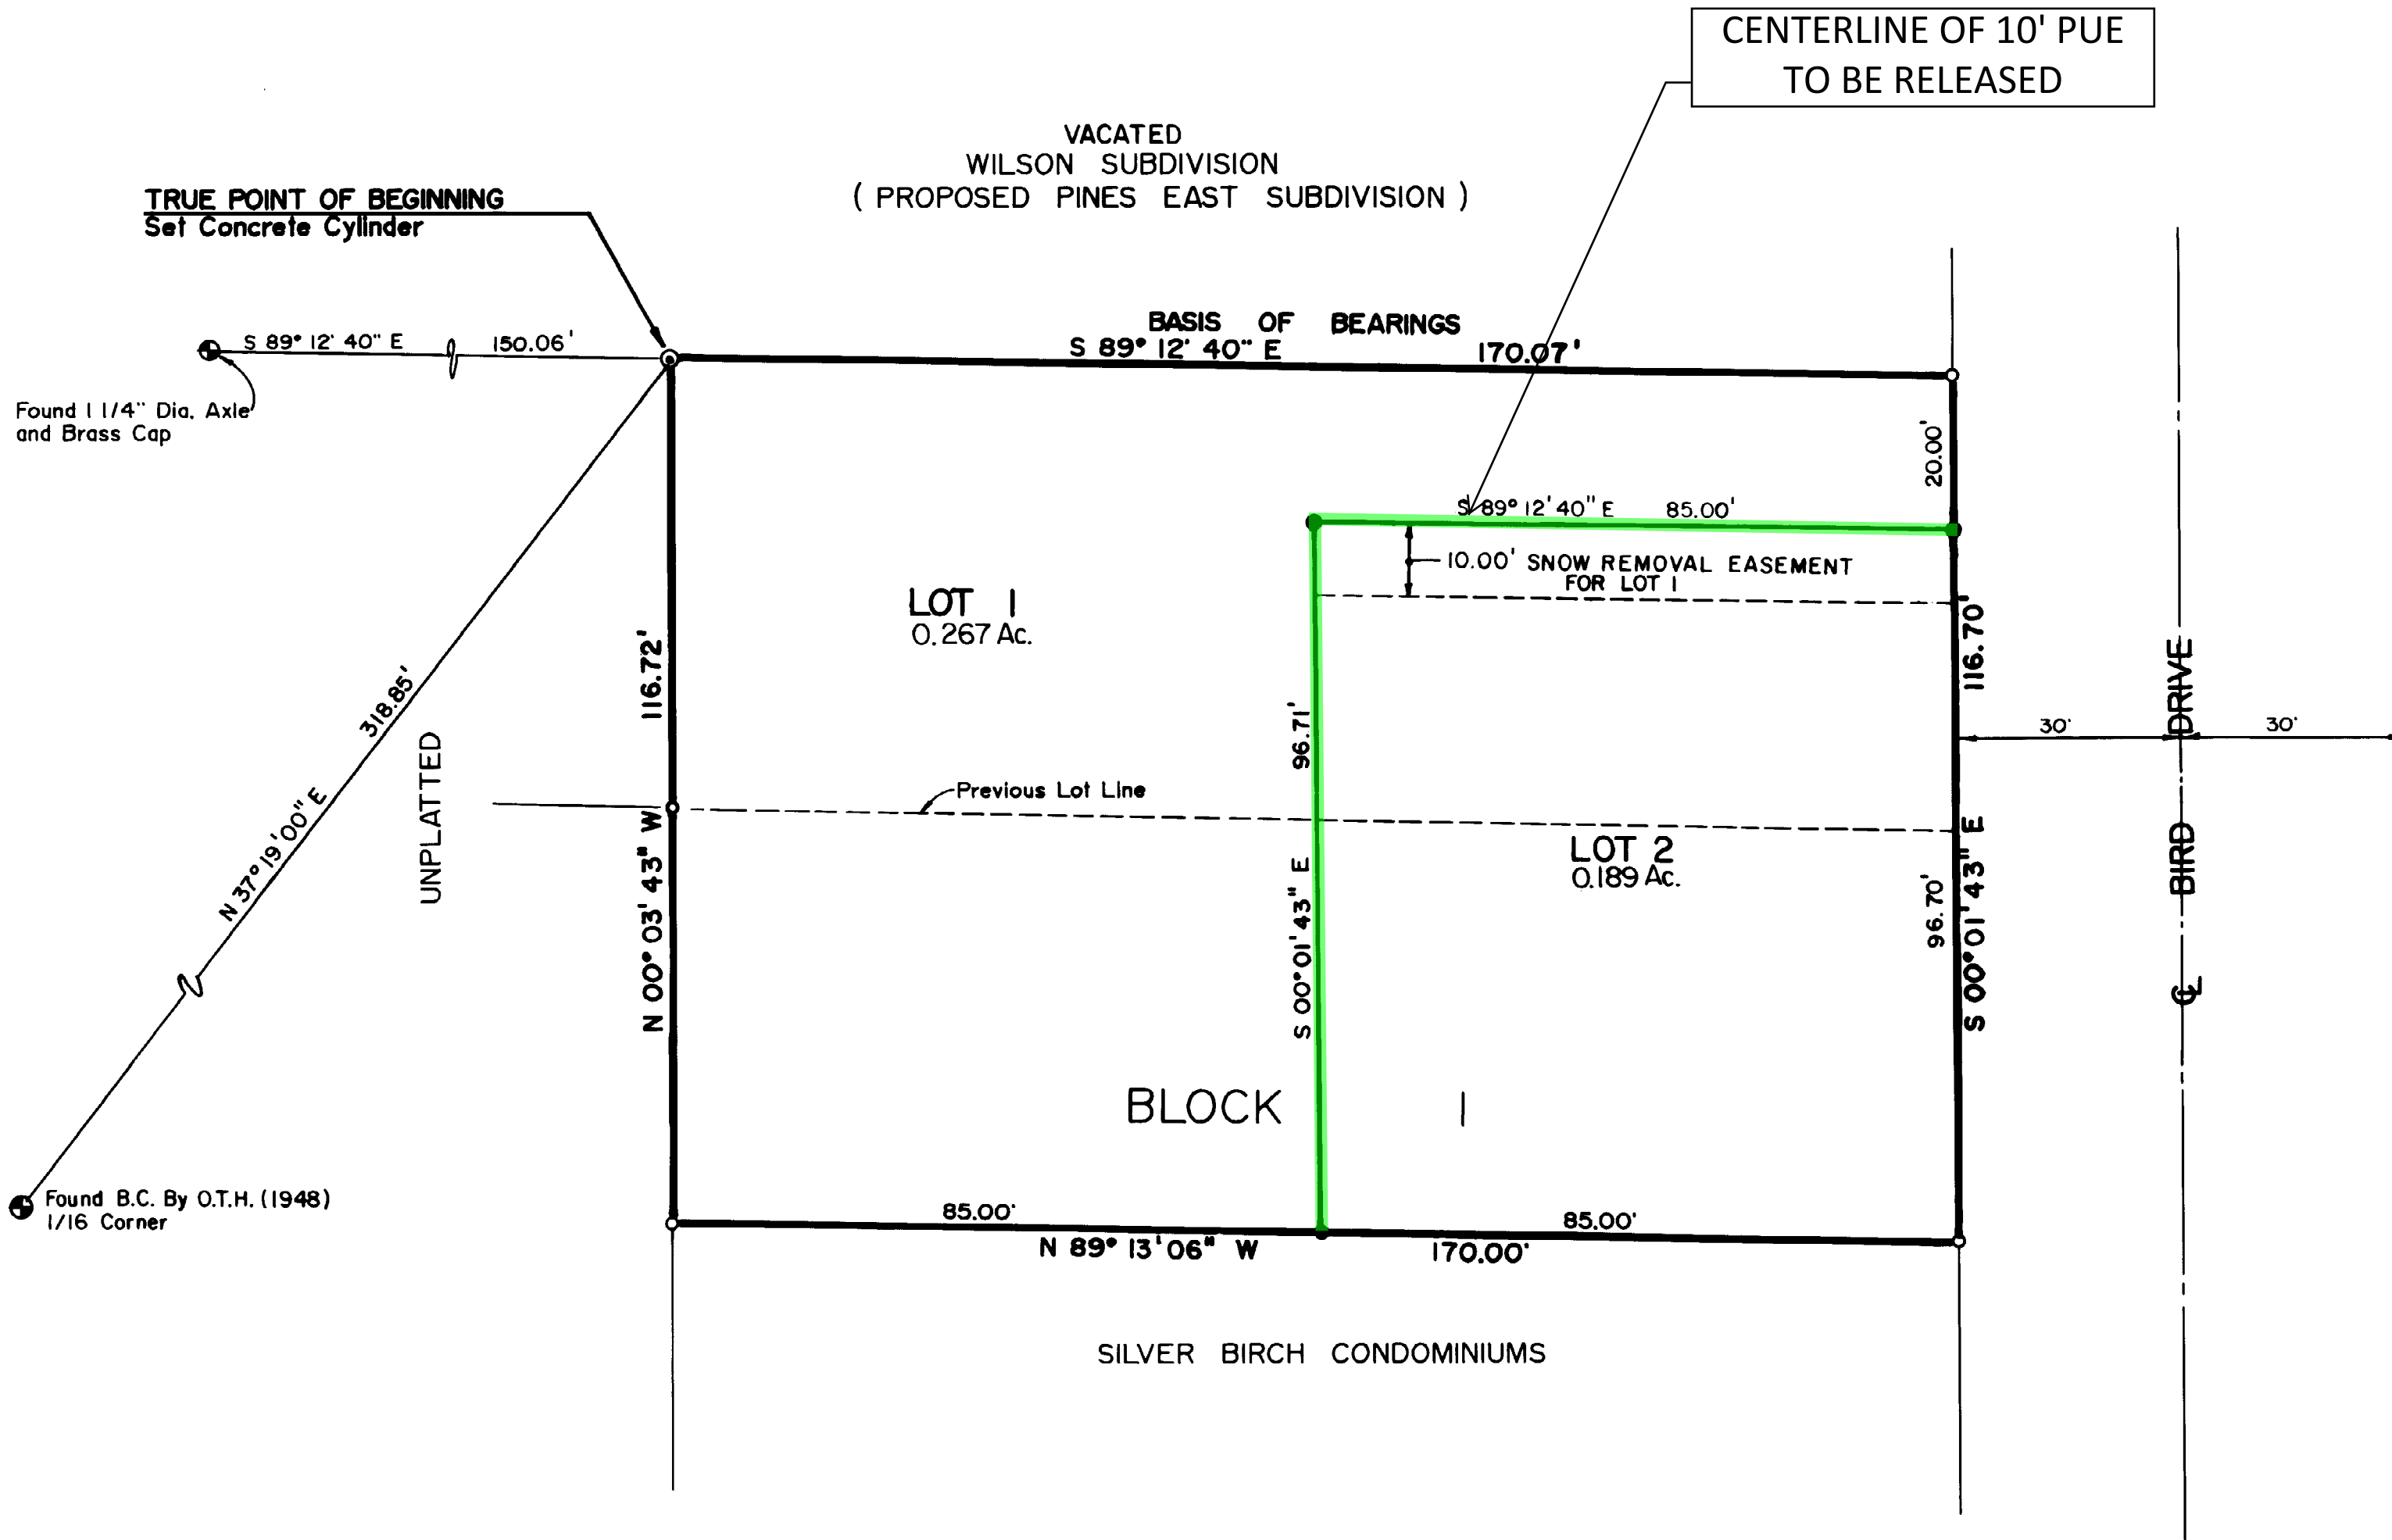 CENTERLINE OF 10' PUE
TO BE RELEASED
VACATED
WILSON SUBDIVISION
( PROPOSED PINES EAST SUBDIVISION )
TRUE POINT OF BEGINNING
Set Concrete Cylinder
BASIS OF BEARINGS
S 89° 12' 40" E 170.07'
S 89° 12' 40" E 150.06'
Found 1 1/4" Dia. Axle
and Brass Cap
20.00'
S 89° 12' 40" E 85.00'
10.00' SNOW REMOVAL EASEMENT
FOR LOT 1
LOT 1
0.267 Ac.
116.72'
N 00° 03' 43" W
318.85'
N 37° 19' 00" E
UNPLATTED
96.71'
S 00° 01' 43" E
116.70'
S 00° 01' 43" E
96.70'
30' 30'
BIRD DRIVE
℄
Previous Lot Line
LOT 2
0.189 Ac.
BLOCK 1
Found B.C. By O.T.H. (1948)
1/16 Corner
85.00' 85.00'
N 89° 13' 06" W 170.00'
SILVER BIRCH CONDOMINIUMS